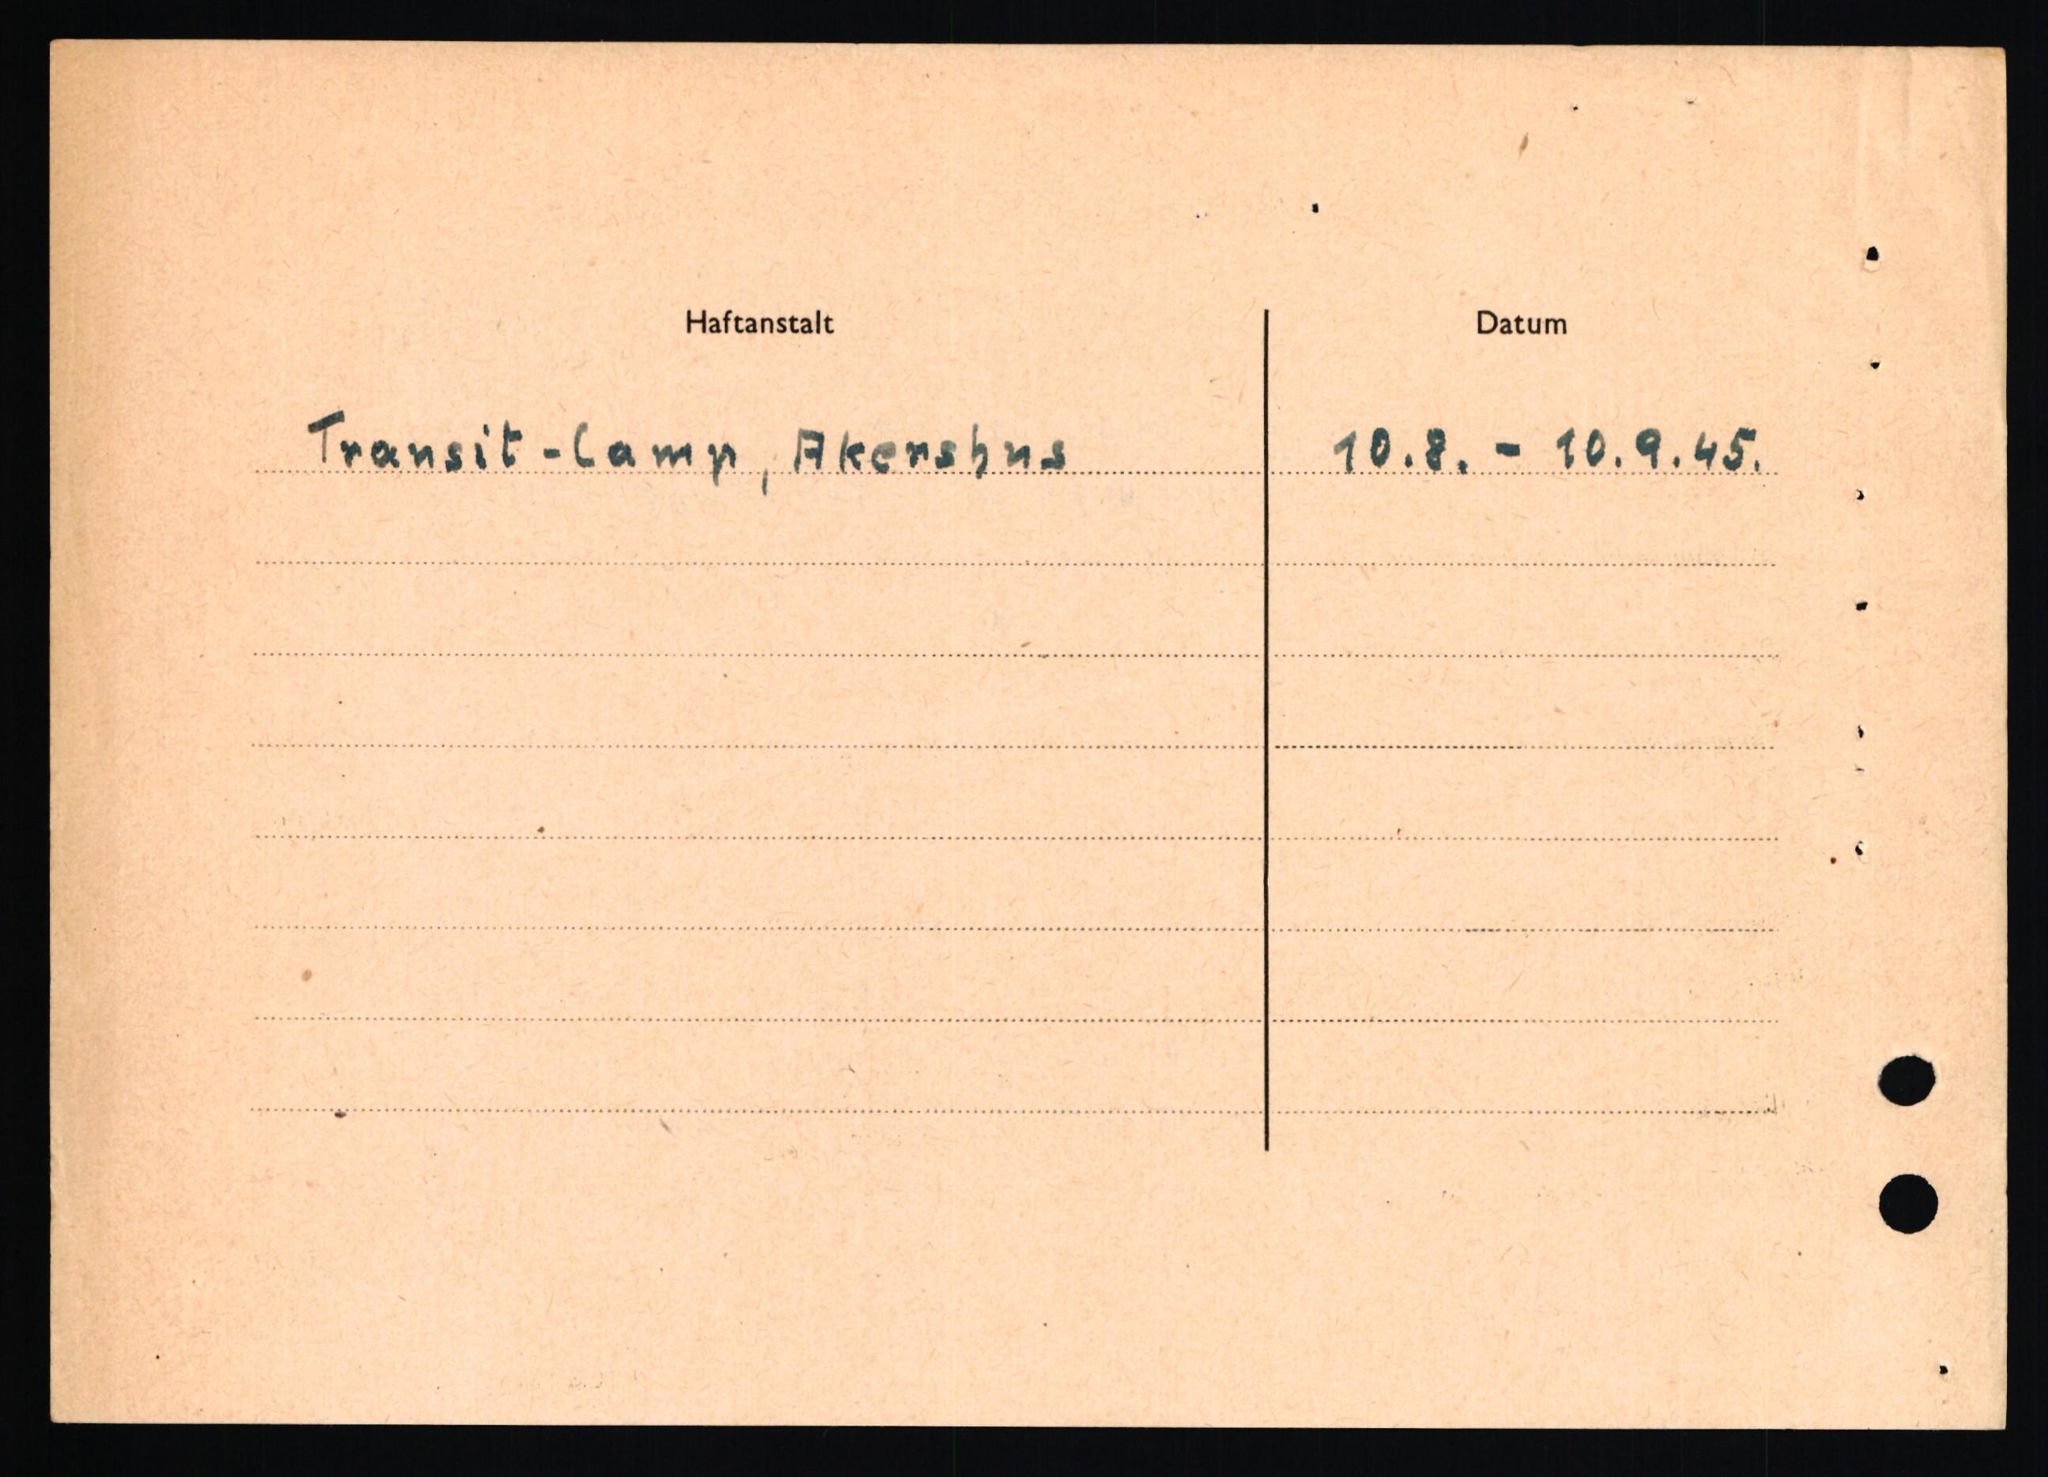 Haftanstalt Datum
Transit-Camp, Akershus 10.8. - 10.9.45.